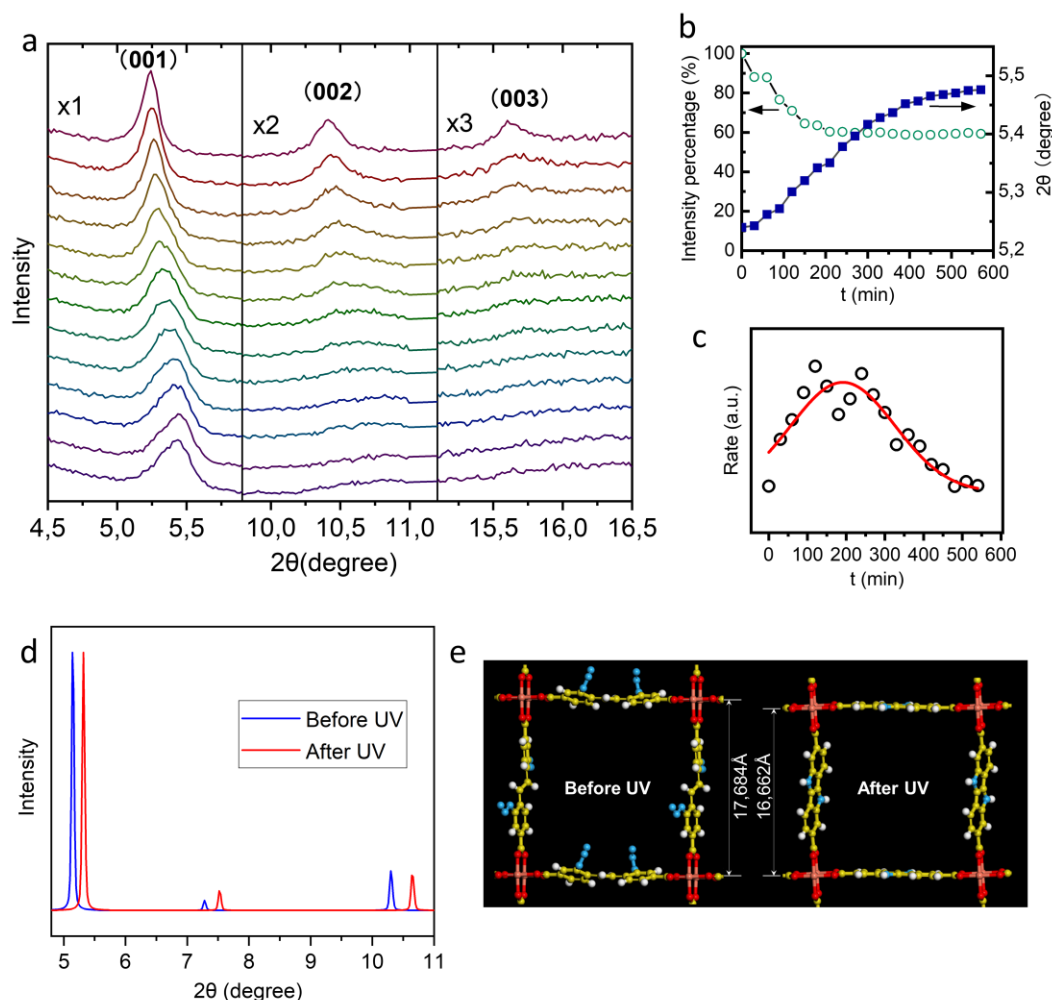 a
(001)
(002)
(003)
x1
x2
x3
Intensity
4,5 5,0 5,5 10,0 10,5 11,0 15,5 16,0 16,5
2θ(degree)
b
100
80
60
40
20
0
Intensity percentage (%)
5,5
5,4
5,3
5,2
2θ (degree)
0 100 200 300 400 500 600
t (min)
c
Rate (a.u.)
0 100 200 300 400 500 600
t (min)
d
Before UV
After UV
Intensity
5 6 7 8 9 10 11
2θ (degree)
e
Before UV
17,684Å
16,662Å
After UV